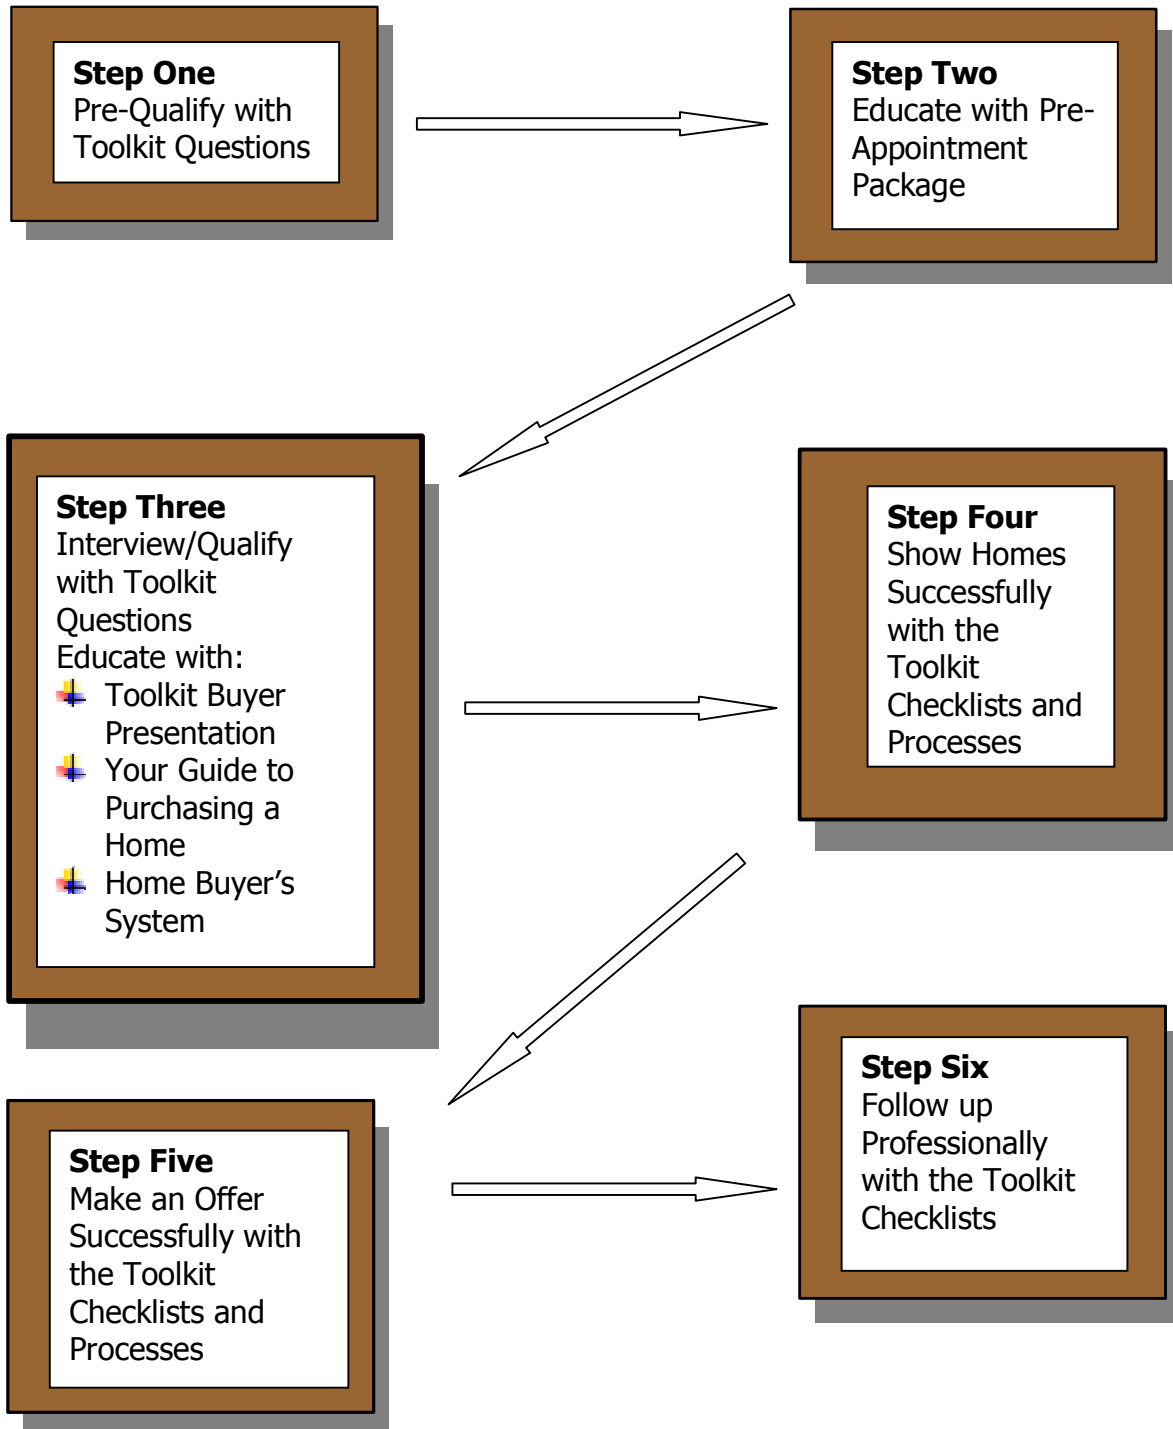 Step One
Pre-Qualify with
Toolkit Questions
Step Two
Educate with Pre-
Appointment
Package
Step Three
Interview/Qualify
with Toolkit
Questions
Educate with:
Toolkit Buyer
Presentation
Your Guide to
Purchasing a
Home
Home Buyer’s
System
Step Four
Show Homes
Successfully
with the
Toolkit
Checklists and
Processes
Step Five
Make an Offer
Successfully with
the Toolkit
Checklists and
Processes
Step Six
Follow up
Professionally
with the Toolkit
Checklists